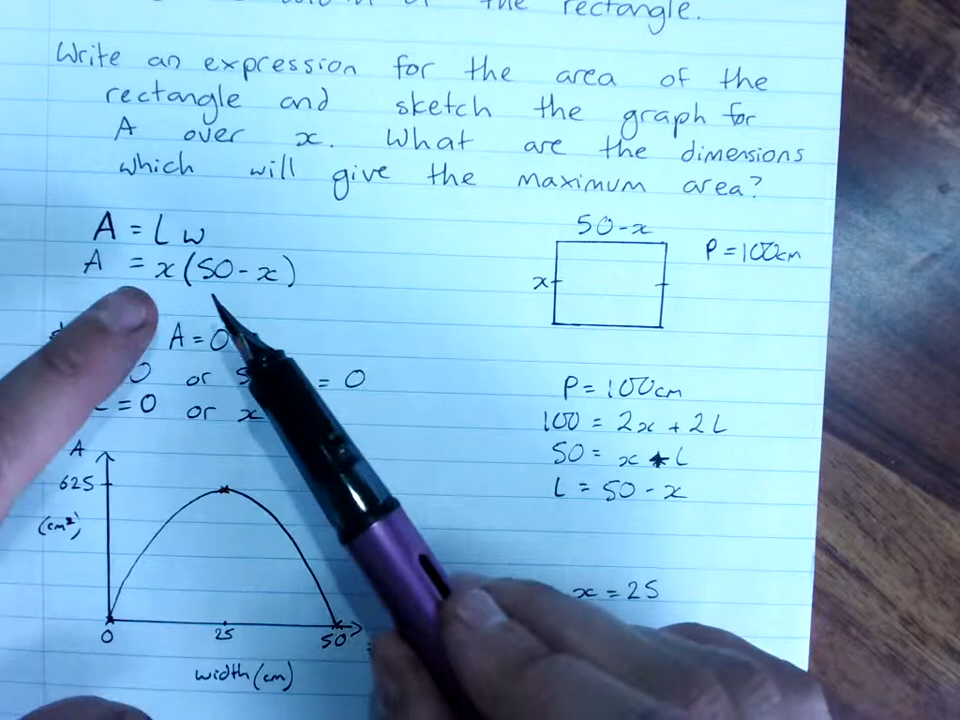 the rectangle.
Write an expression for the area of the
rectangle and sketch the graph for
A over x. What are the dimensions
which will give the maximum area?
A = L w
A = x(50-x)
A = 0
0 or = 0
= 0 or x
50-x
x
P = 100cm
P = 100cm
100 = 2x + 2L
50 = x + L
L = 50 - x
x = 25
A
625
(cm²)
0 25 50
width (cm)